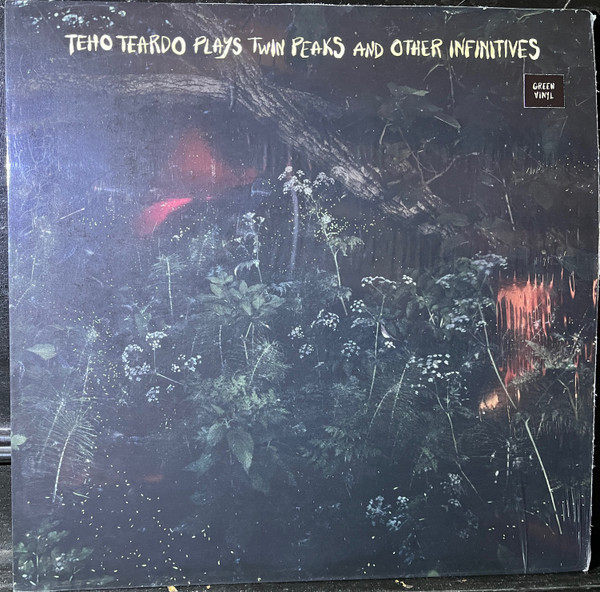 TEHO TEARDO PLAYS TWIN PEAKS AND OTHER INFINITIVES
GREEN
VINYL